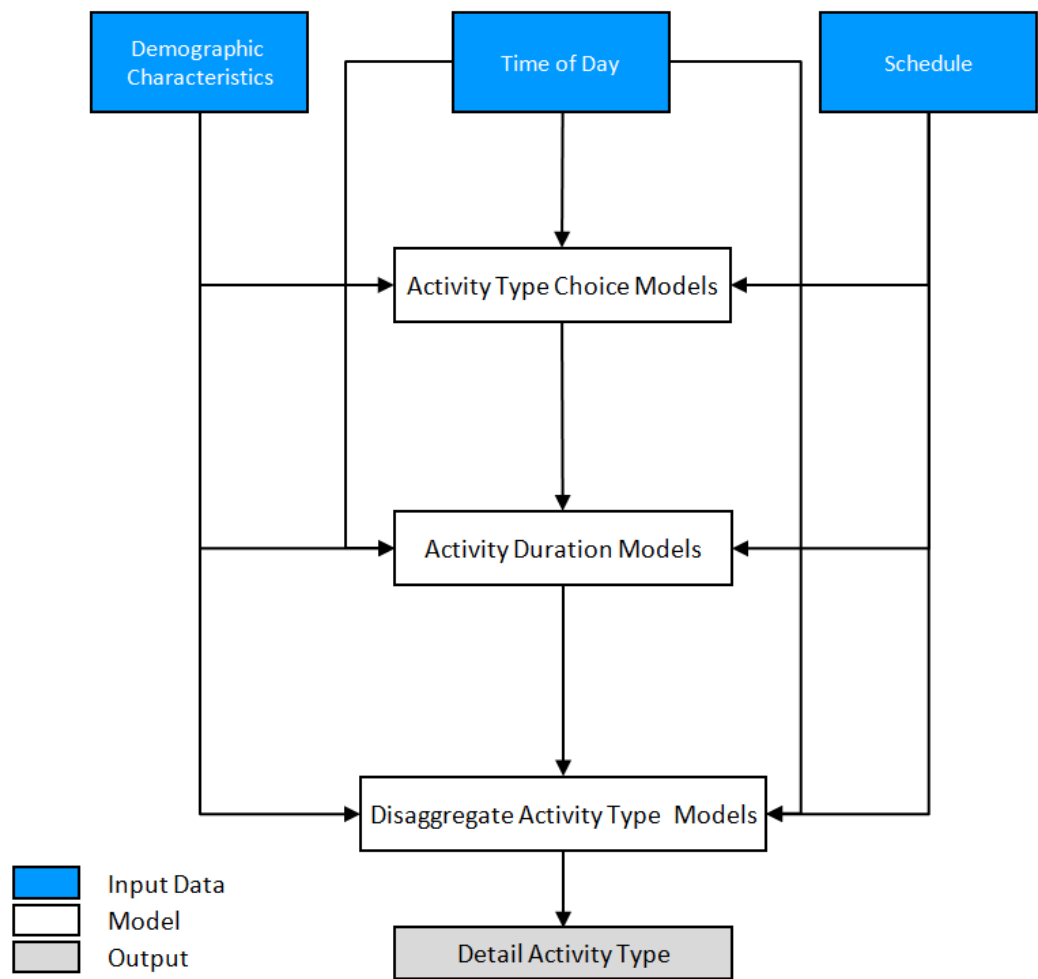 Demographic
Characteristics
Time of Day
Schedule
Activity Type Choice Models
Activity Duration Models
Disaggregate Activity Type  Models
Input Data
Model
Output
Detail Activity Type